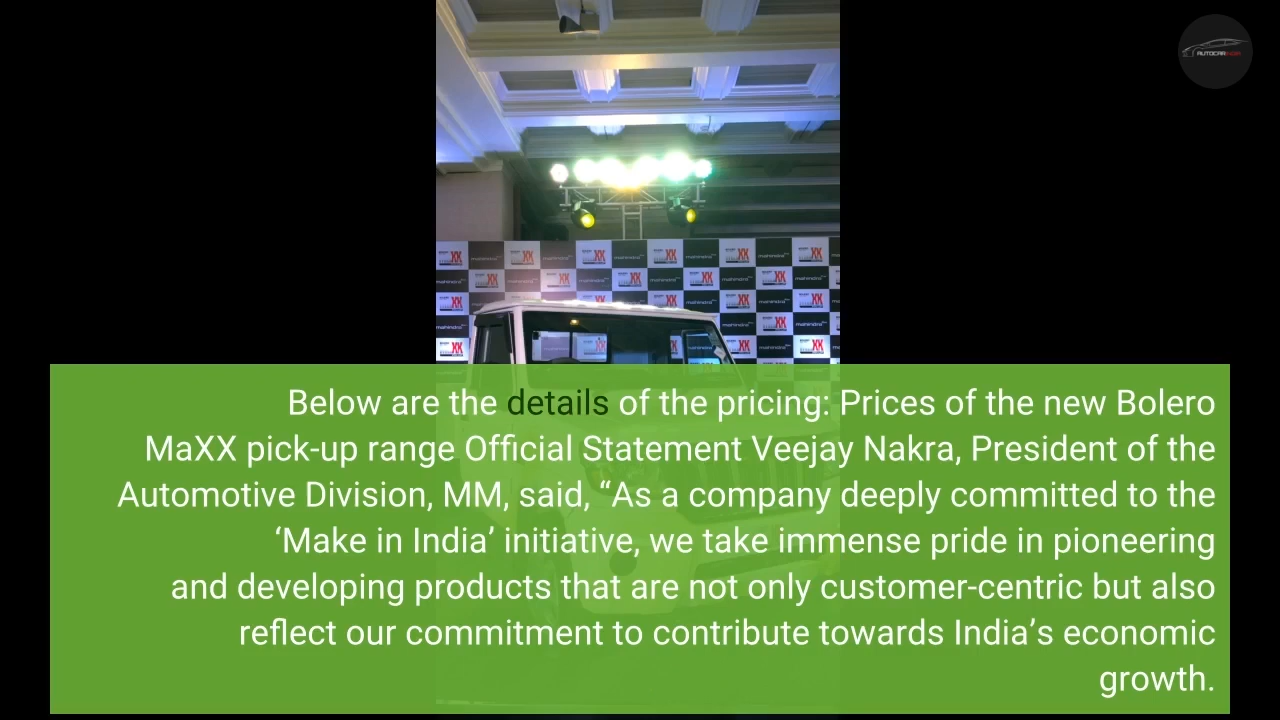 AUTOCARINDIA
mahindra
XX
Below are the details of the pricing: Prices of the new Bolero
MaXX pick-up range Official Statement Veejay Nakra, President of the
Automotive Division, MM, said, “As a company deeply committed to the
‘Make in India’ initiative, we take immense pride in pioneering
and developing products that are not only customer-centric but also
reflect our commitment to contribute towards India’s economic
growth.